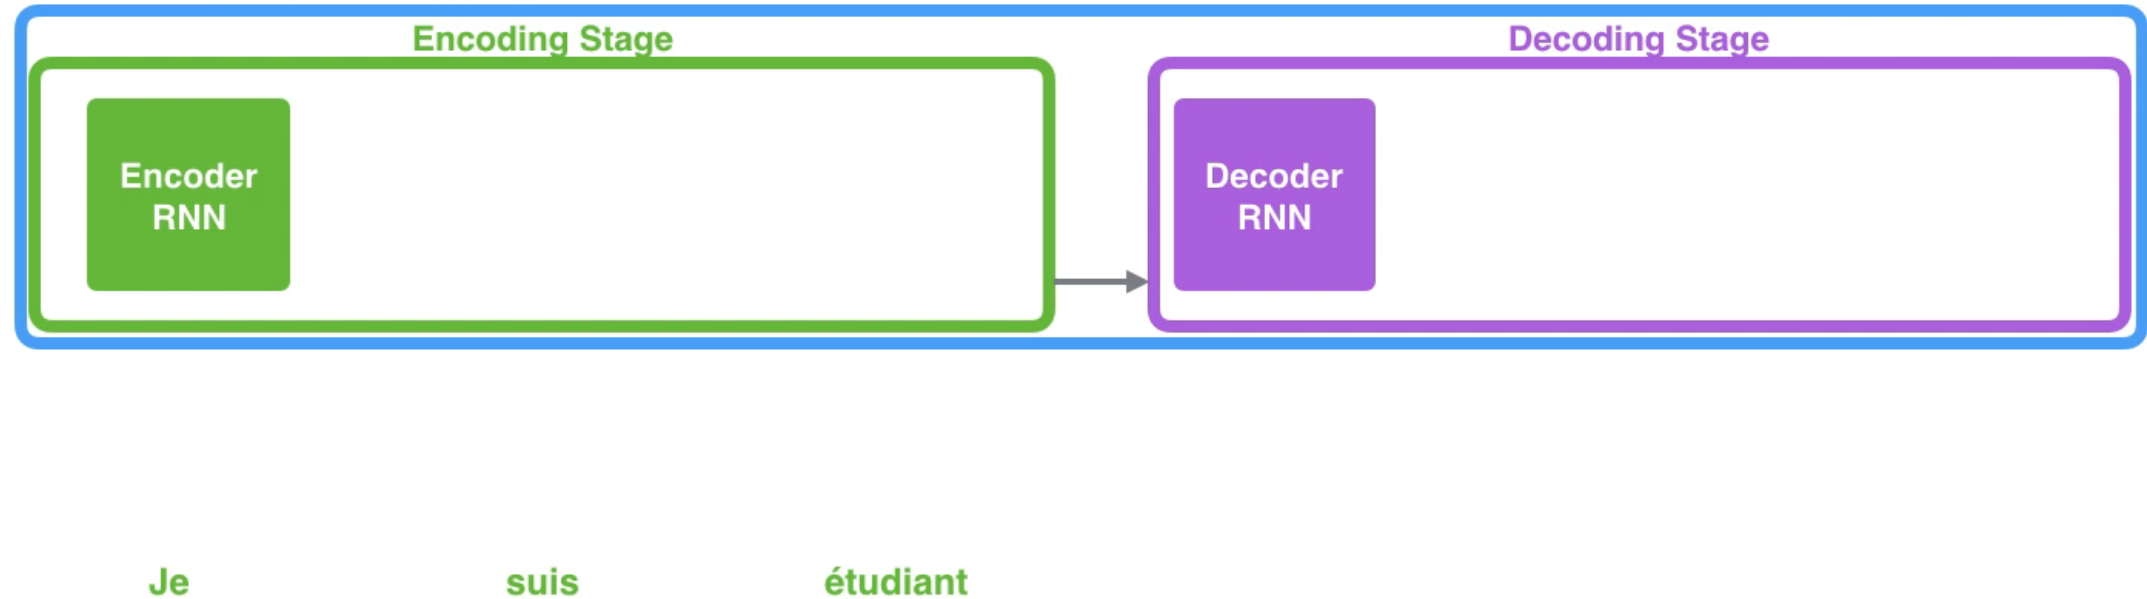 Encoding Stage
Decoding Stage
Encoder
RNN
Decoder
RNN
Je suis étudiant